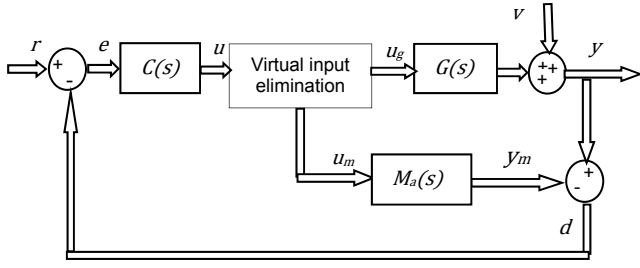 v
r
+
-
e
C(s)
u
Virtual input
elimination
u_g
G(s)
++
+
y
u_m
M_a(s)
y_m
+
-
d